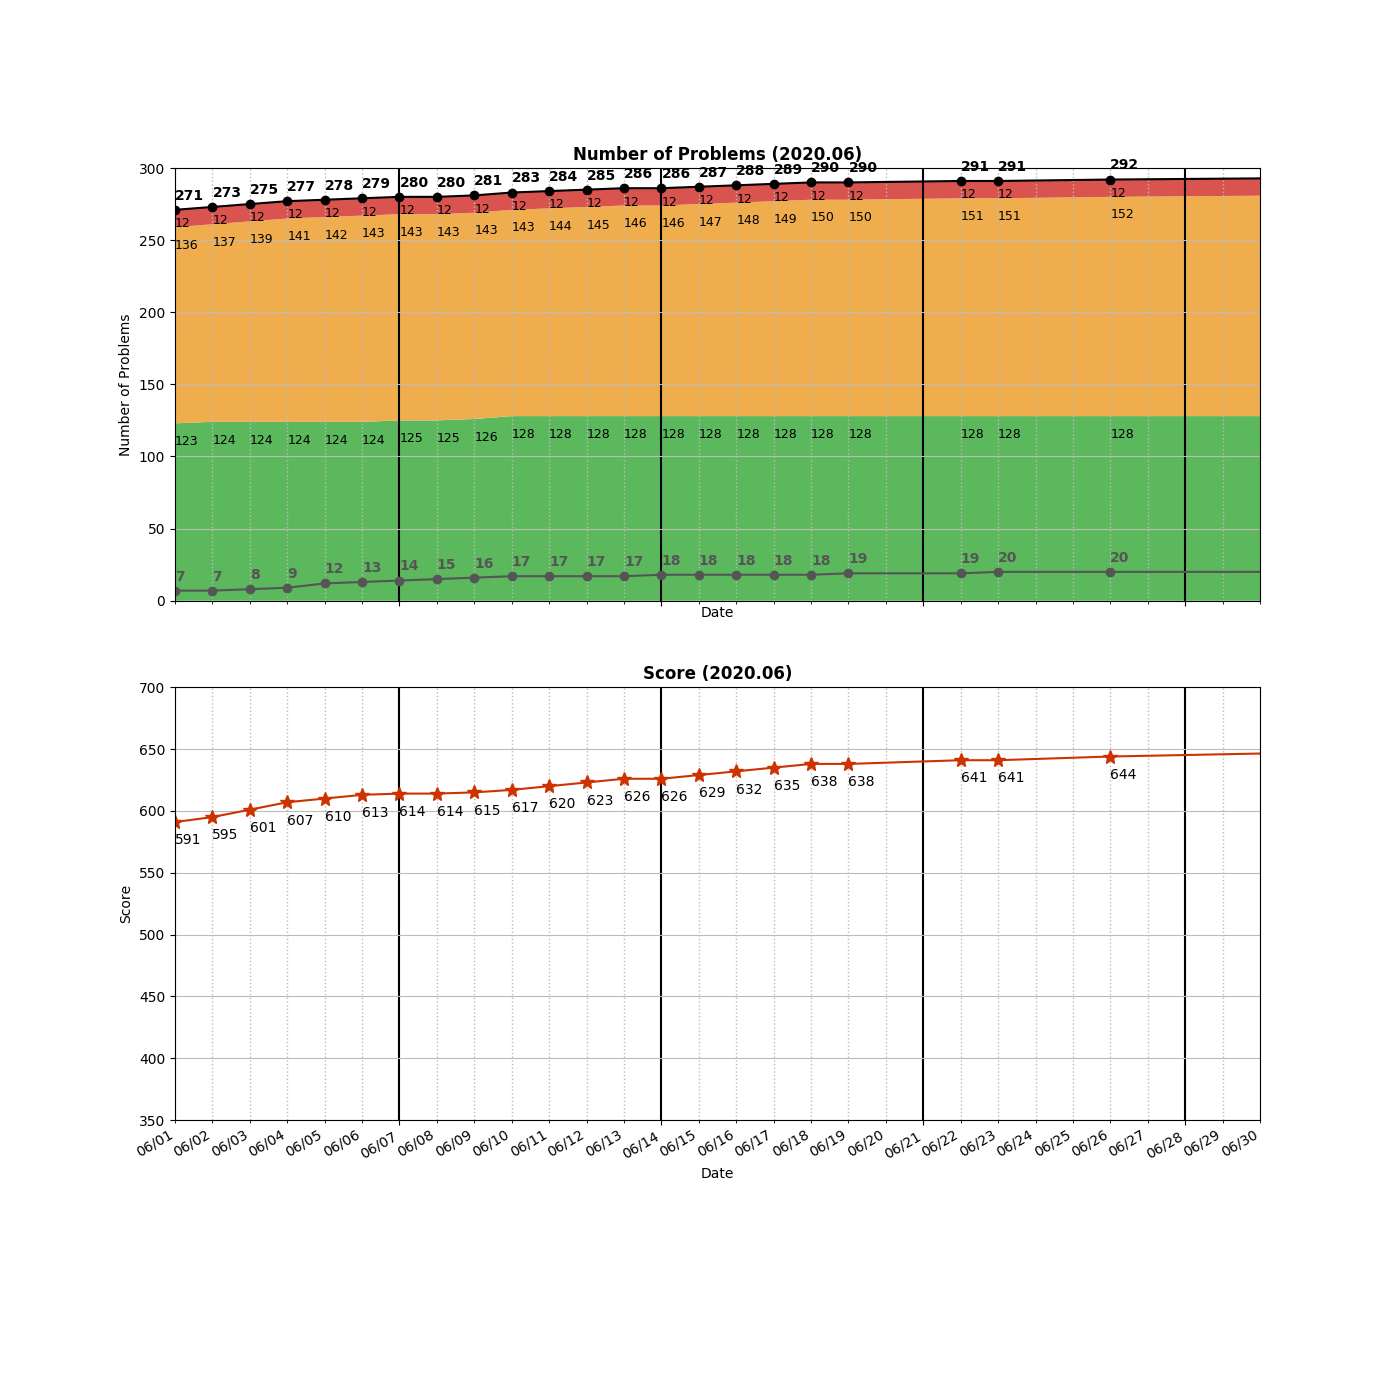 Number of Problems (2020.06)
300
250
200
150
100
50
0
Number of Problems
271 273 275 277 278 279 280 280 281 283 284 285 286 286 287 288 289 290 290 291 291 292
12 12 12 12 12 12 12 12 12 12 12 12 12 12 12 12 12 12 12 12 12 12
136 137 139 141 142 143 143 143 143 143 144 145 146 146 147 148 149 150 150 151 151 152
123 124 124 124 124 124 125 125 126 128 128 128 128 128 128 128 128 128 128 128 128 128
7 7 8 9 12 13 14 15 16 17 17 17 17 18 18 18 18 18 19 19 20 20
Date
Score (2020.06)
700
650
600
550
500
450
400
350
Score
591 595 601 607 610 613 614 614 615 617 620 623 626 626 629 632 635 638 638 641 641 644
06/01 06/02 06/03 06/04 06/05 06/06 06/07 06/08 06/09 06/10 06/11 06/12 06/13 06/14 06/15 06/16 06/17 06/18 06/19 06/20 06/21 06/22 06/23 06/24 06/25 06/26 06/27 06/28 06/29 06/30
Date